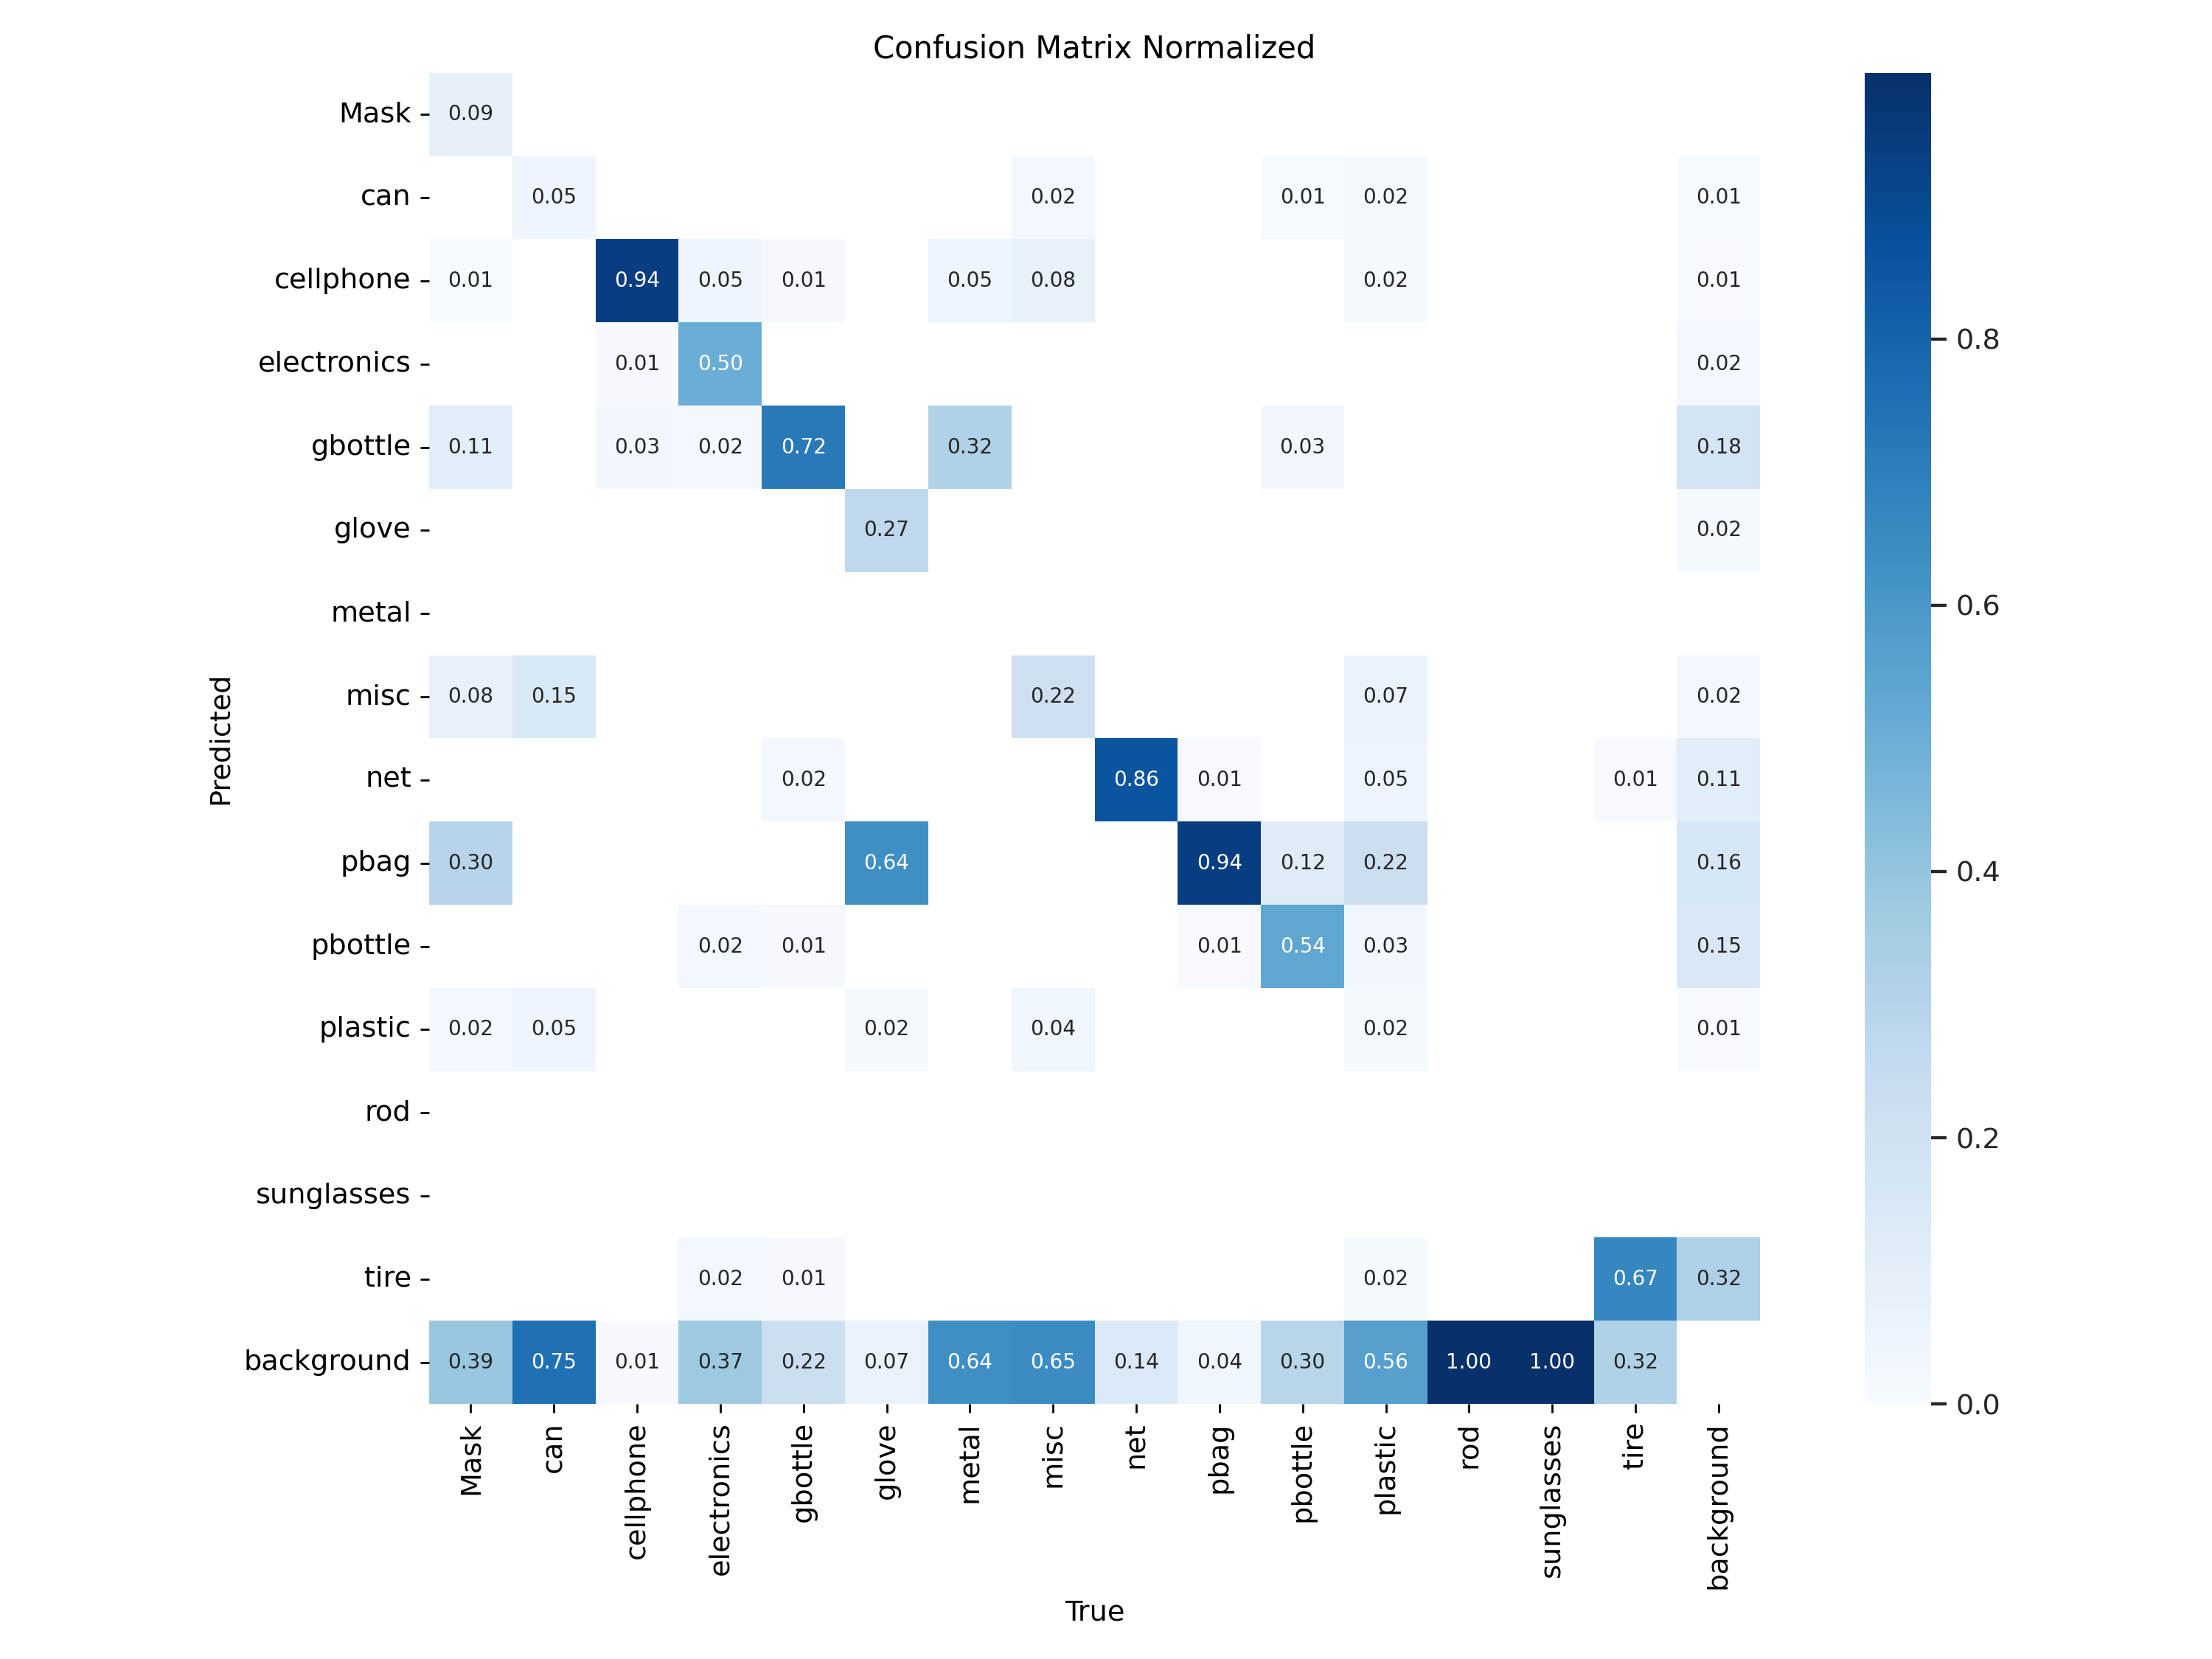 Confusion Matrix Normalized
Mask 0.09
can 0.05 0.02 0.01 0.02 0.01
cellphone 0.01 0.94 0.05 0.01 0.05 0.08 0.02 0.01
0.8
electronics 0.01 0.50 0.02
gbottle 0.11 0.03 0.02 0.72 0.32 0.03 0.18
glove 0.27 0.02
metal
0.6
misc 0.08 0.15 0.22 0.07 0.02
Predicted
net 0.02 0.86 0.01 0.05 0.01 0.11
pbag 0.30 0.64 0.94 0.12 0.22 0.16
0.4
pbottle 0.02 0.01 0.01 0.54 0.03 0.15
plastic 0.02 0.05 0.02 0.04 0.02 0.01
rod
0.2
sunglasses
tire 0.02 0.01 0.02 0.67 0.32
background 0.39 0.75 0.01 0.37 0.22 0.07 0.64 0.65 0.14 0.04 0.30 0.56 1.00 1.00 0.32
0.0
Mask can cellphone electronics gbottle glove metal misc net pbag pbottle plastic rod sunglasses tire background
True